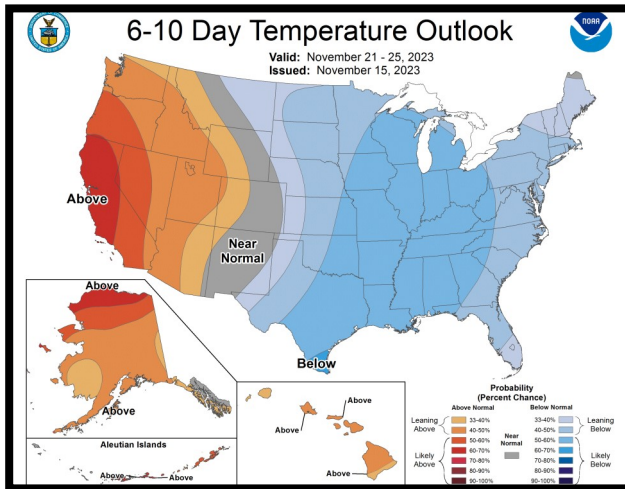 6-10 Day Temperature Outlook
NOAA
Valid: November 21 - 25, 2023
Issued: November 15, 2023
Above
Near
Normal
Below
Above
Above
Aleutian Islands
Above Above
Above
Above
Above
Probability
(Percent Chance)
Above Normal Below Normal
Leaning
Above
33-40%
40-50%
Likely
Above
50-60%
60-70%
70-80%
80-90%
90-100%
Near
Normal
33-40%
40-50%
Leaning
Below
50-60%
60-70%
70-80%
80-90%
90-100%
Likely
Below